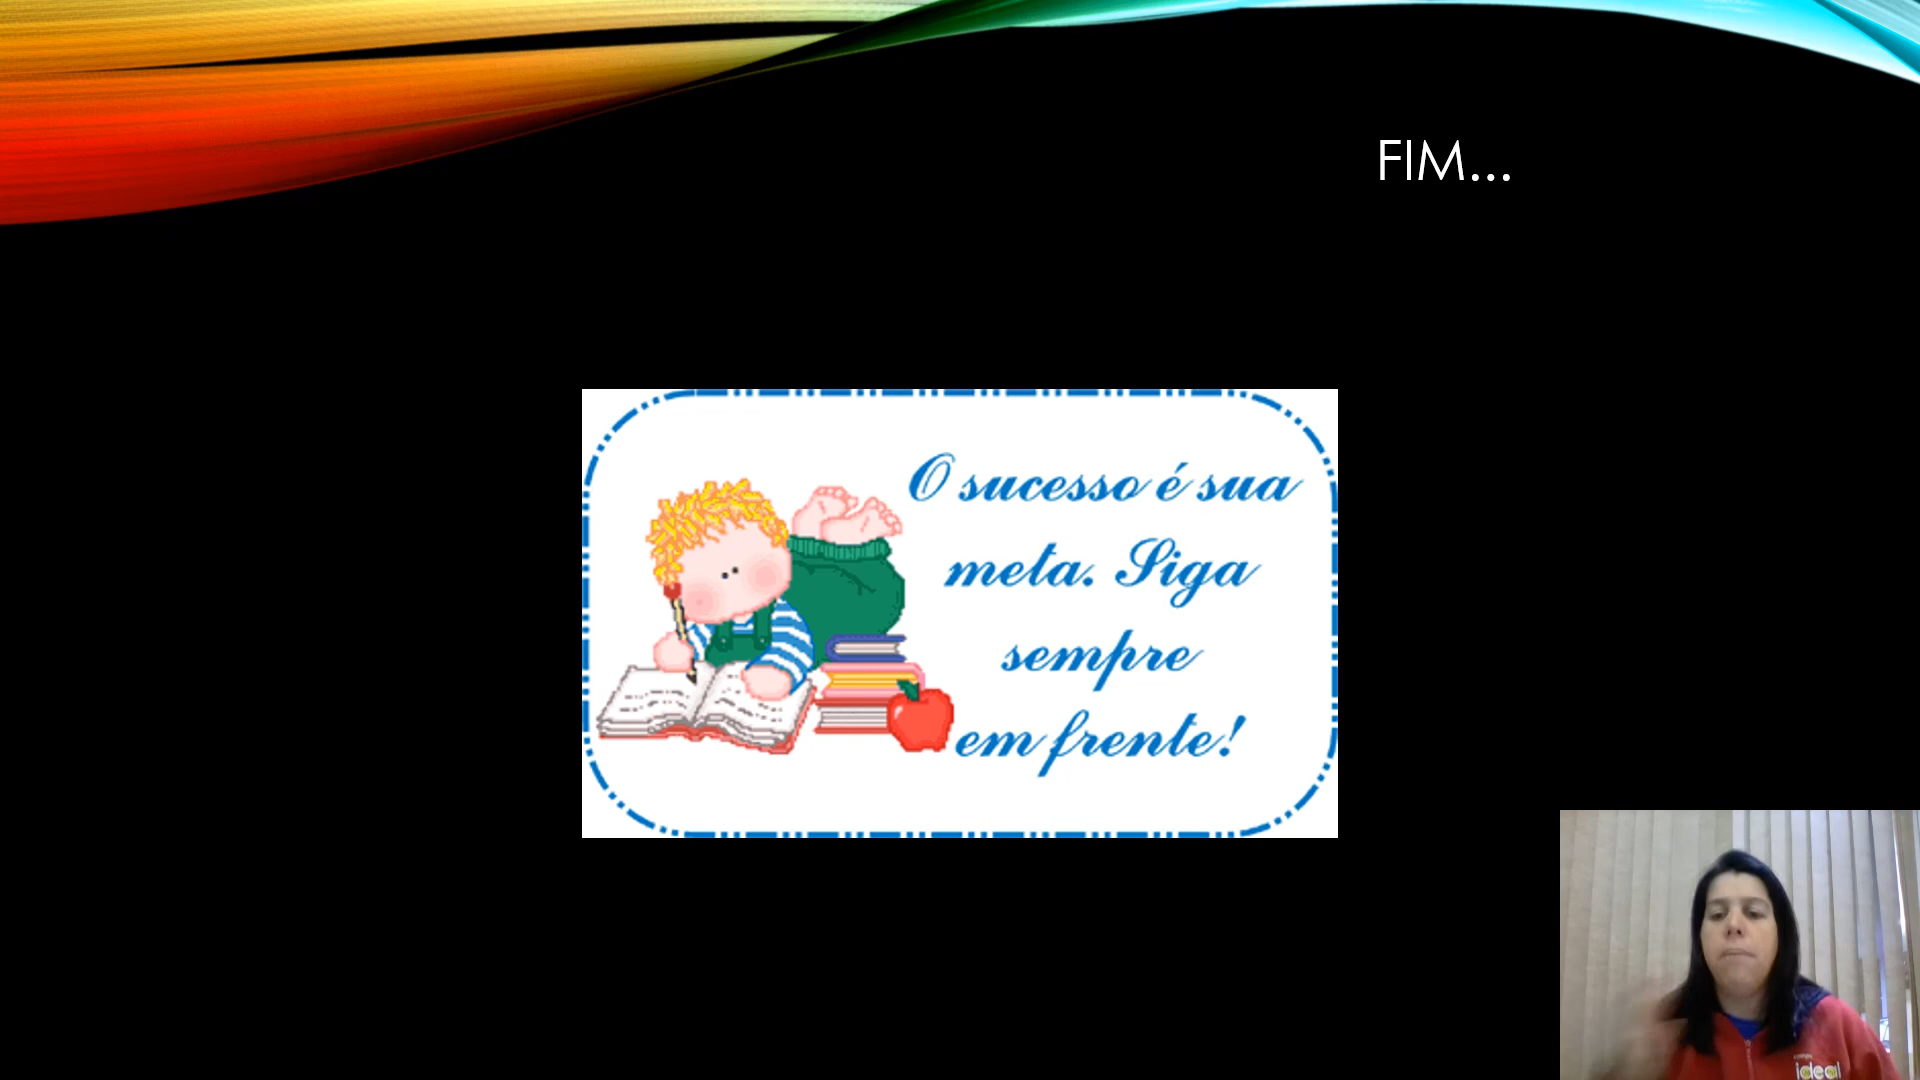 FIM...
O sucesso é sua
meta. Siga
sempre
em frente!
ideal